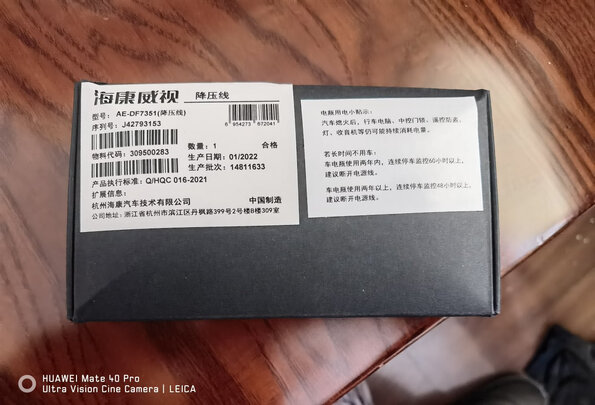 海康威视 降压线
型号: AE-DF7351(降压线)
序列号: J42793153
6 954273 672041
数量: 1 合格
物料代码: 309500283
生产日期: 01/2022
生产批次: 14811633
产品执行标准: Q/HQC 016-2021
扩展信息:
杭州海康汽车技术有限公司 中国制造
公司地址: 浙江省杭州市滨江区丹枫路399号2号楼B楼309室
电瓶用电小贴示:
汽车燃火后, 行车电脑、中控门锁、遥控防盗、
灯、收音机等仍可能持续消耗电量。
若长时间不用车:
车电瓶使用两年内, 连续停车监控60小时以上,
建议断开电源线。
车电瓶使用两年以上, 连续停车监控48小时以上,
建议断开电源线。
HUAWEI Mate 40 Pro
Ultra Vision Cine Camera | LEICA